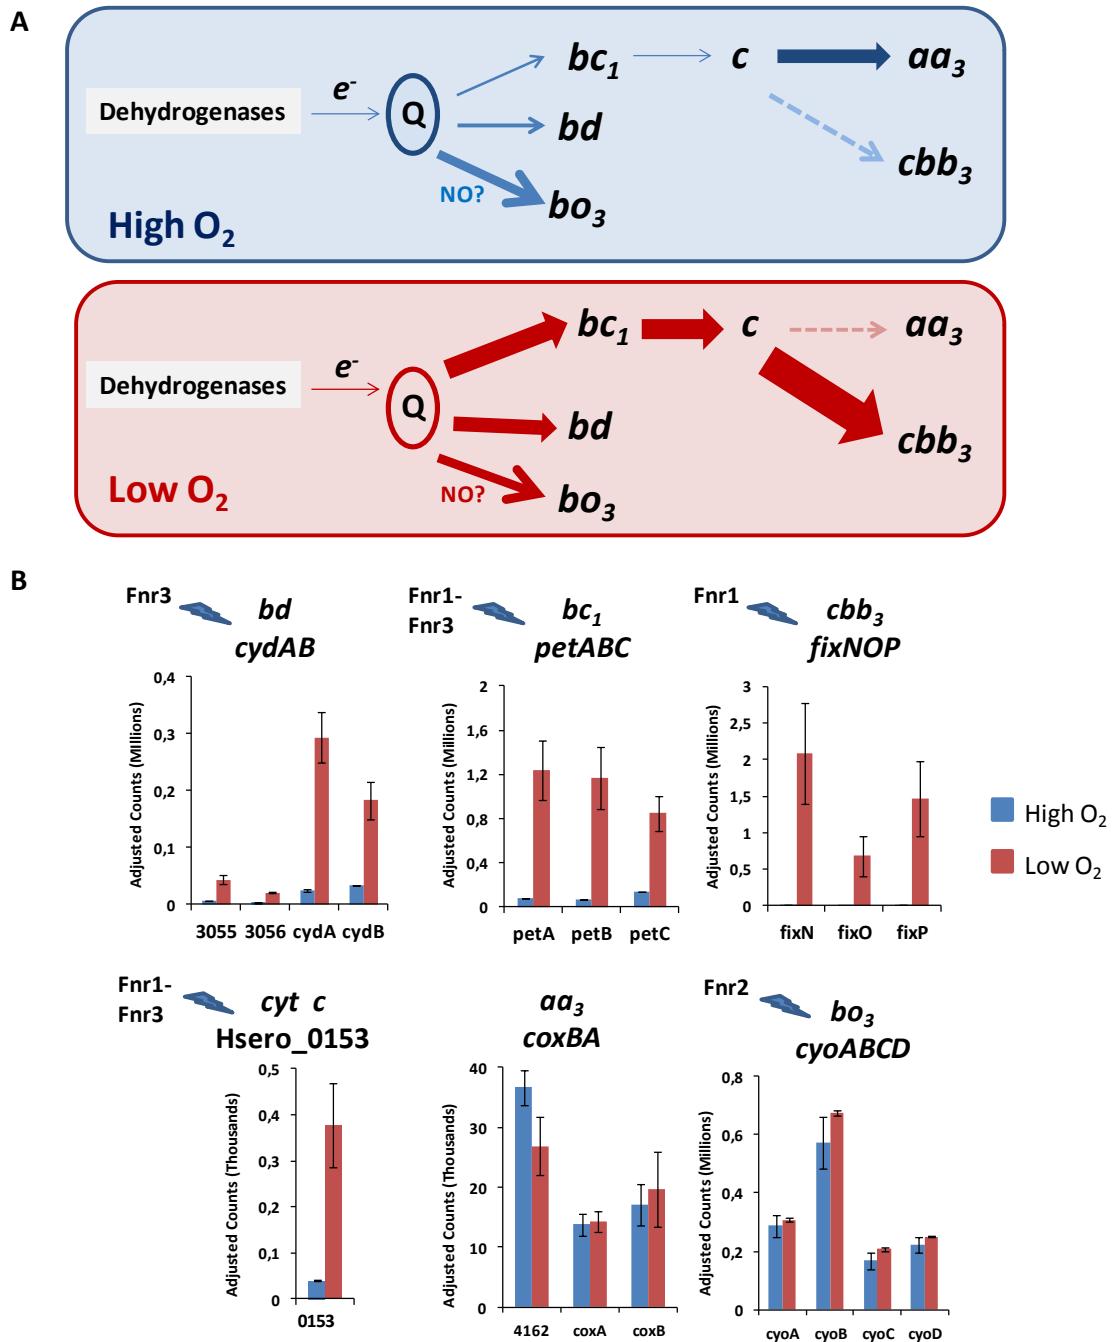 A
bc1
c
aa3
Dehydrogenases
e-
Q
bd
cbb3
NO?
bo3
High O2
bc1
c
aa3
Dehydrogenases
e-
Q
bd
cbb3
NO?
bo3
Low O2
B
Fnr3
bd
cydAB
Adjusted Counts (Millions)
0,4
0,3
0,2
0,1
0
3055 3056 cydA cydB
Fnr1-
Fnr3
bc1
petABC
Adjusted Counts (Millions)
2
1,6
1,2
0,8
0,4
0
petA petB petC
Fnr1
cbb3
fixNOP
Adjusted Counts (Millions)
3
2,5
2
1,5
1
0,5
0
fixN fixO fixP
High O2
Low O2
Fnr1-
Fnr3
cyt c
Hsero_0153
Adjusted Counts (Thousands)
0,5
0,4
0,3
0,2
0,1
0
0153
aa3
coxBA
Adjusted Counts (Thousands)
40
30
20
10
0
4162 coxA coxB
Fnr2
bo3
cyoABCD
Adjusted Counts (Millions)
0,8
0,6
0,4
0,2
0
cyoA cyoB cyoC cyoD